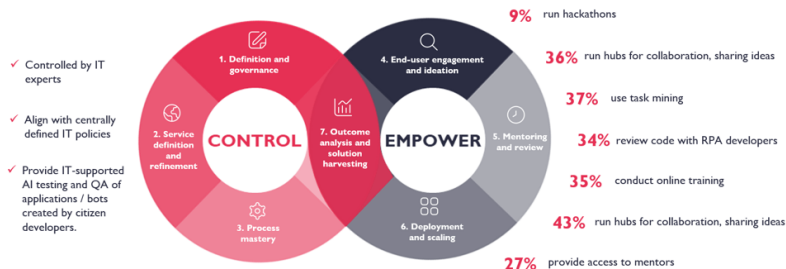 ✓ Controlled by IT
experts
✓ Align with centrally
defined IT policies
✓ Provide IT-supported
AI testing and QA of
applications / bots
created by citizen
developers.
1. Definition and
governance
2. Service
definition
and
refinement
CONTROL
3. Process
mastery
7. Outcome
analysis and
solution
harvesting
4. End-user engagement
and ideation
EMPOWER
5. Mentoring
and review
6. Deployment
and scaling
9% run hackathons
36% run hubs for collaboration, sharing ideas
37% use task mining
34% review code with RPA developers
35% conduct online training
43% run hubs for collaboration, sharing ideas
27% provide access to mentors